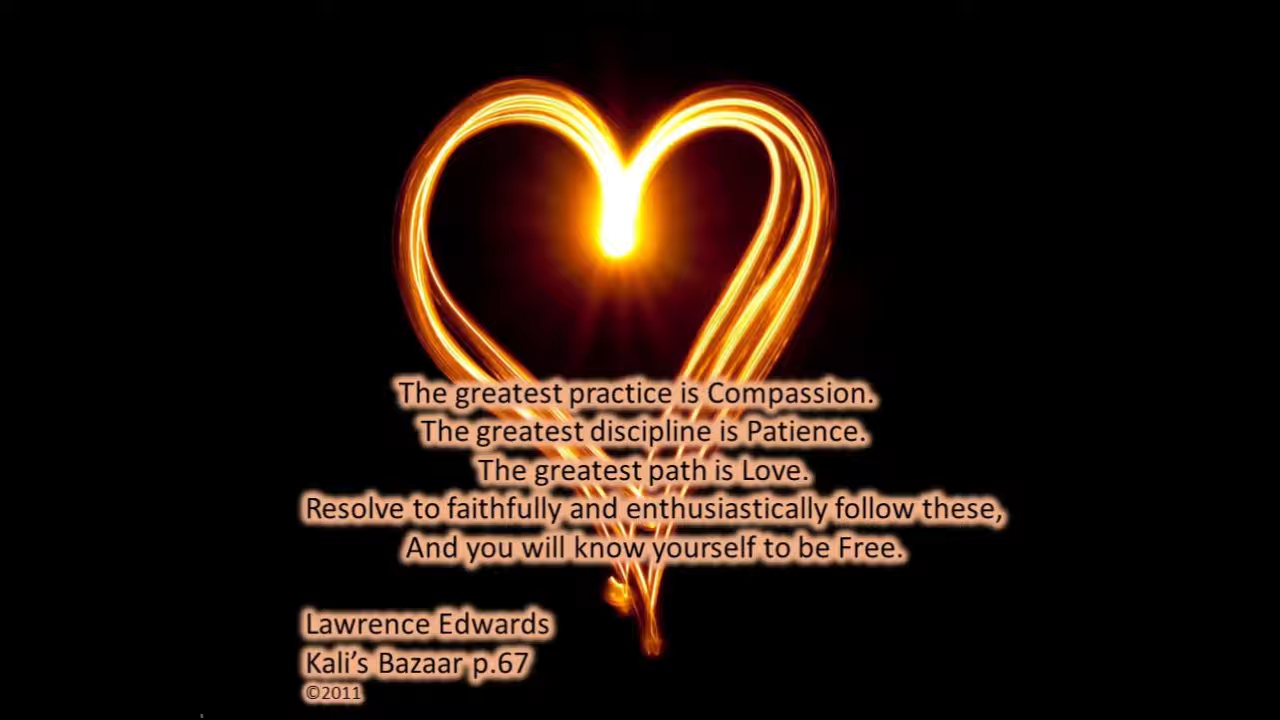 The greatest practice is Compassion.
The greatest discipline is Patience.
The greatest path is Love.
Resolve to faithfully and enthusiastically follow these,
And you will know yourself to be Free.
Lawrence Edwards
Kali's Bazaar p.67
©2011